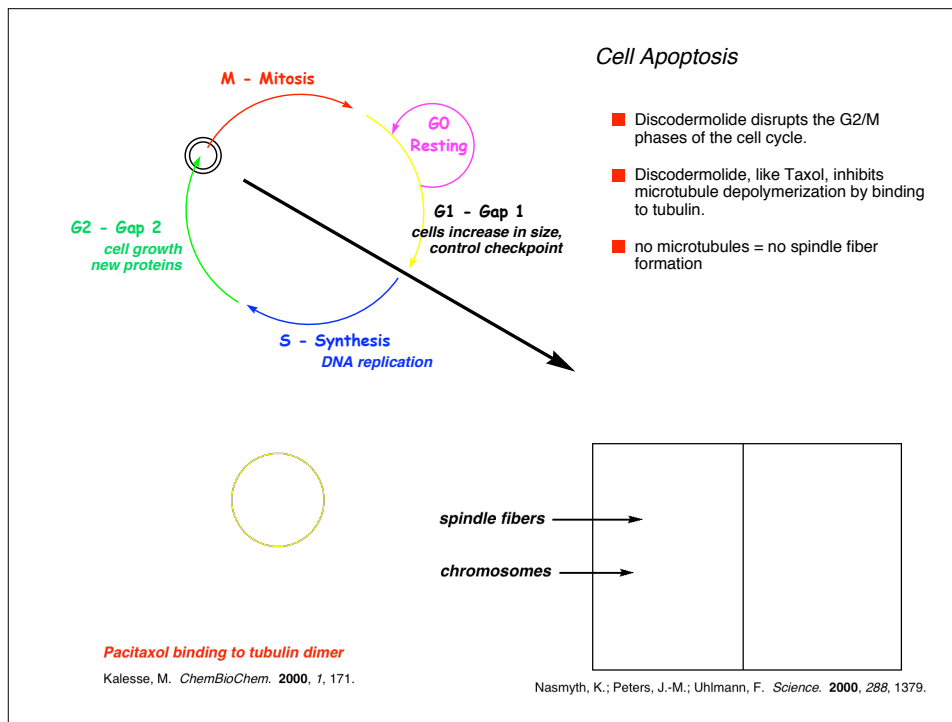 Cell Apoptosis
M - Mitosis
G0
Resting
G1 - Gap 1
cells increase in size,
control checkpoint
G2 - Gap 2
cell growth
new proteins
S - Synthesis
DNA replication
Discodermolide disrupts the G2/M
phases of the cell cycle.
Discodermolide, like Taxol, inhibits
microtubule depolymerization by binding
to tubulin.
no microtubules = no spindle fiber
formation
spindle fibers
chromosomes
Pacitaxol binding to tubulin dimer
Kalesse, M. ChemBioChem. 2000, 1, 171.
Nasmyth, K.; Peters, J.-M.; Uhlmann, F. Science. 2000, 288, 1379.